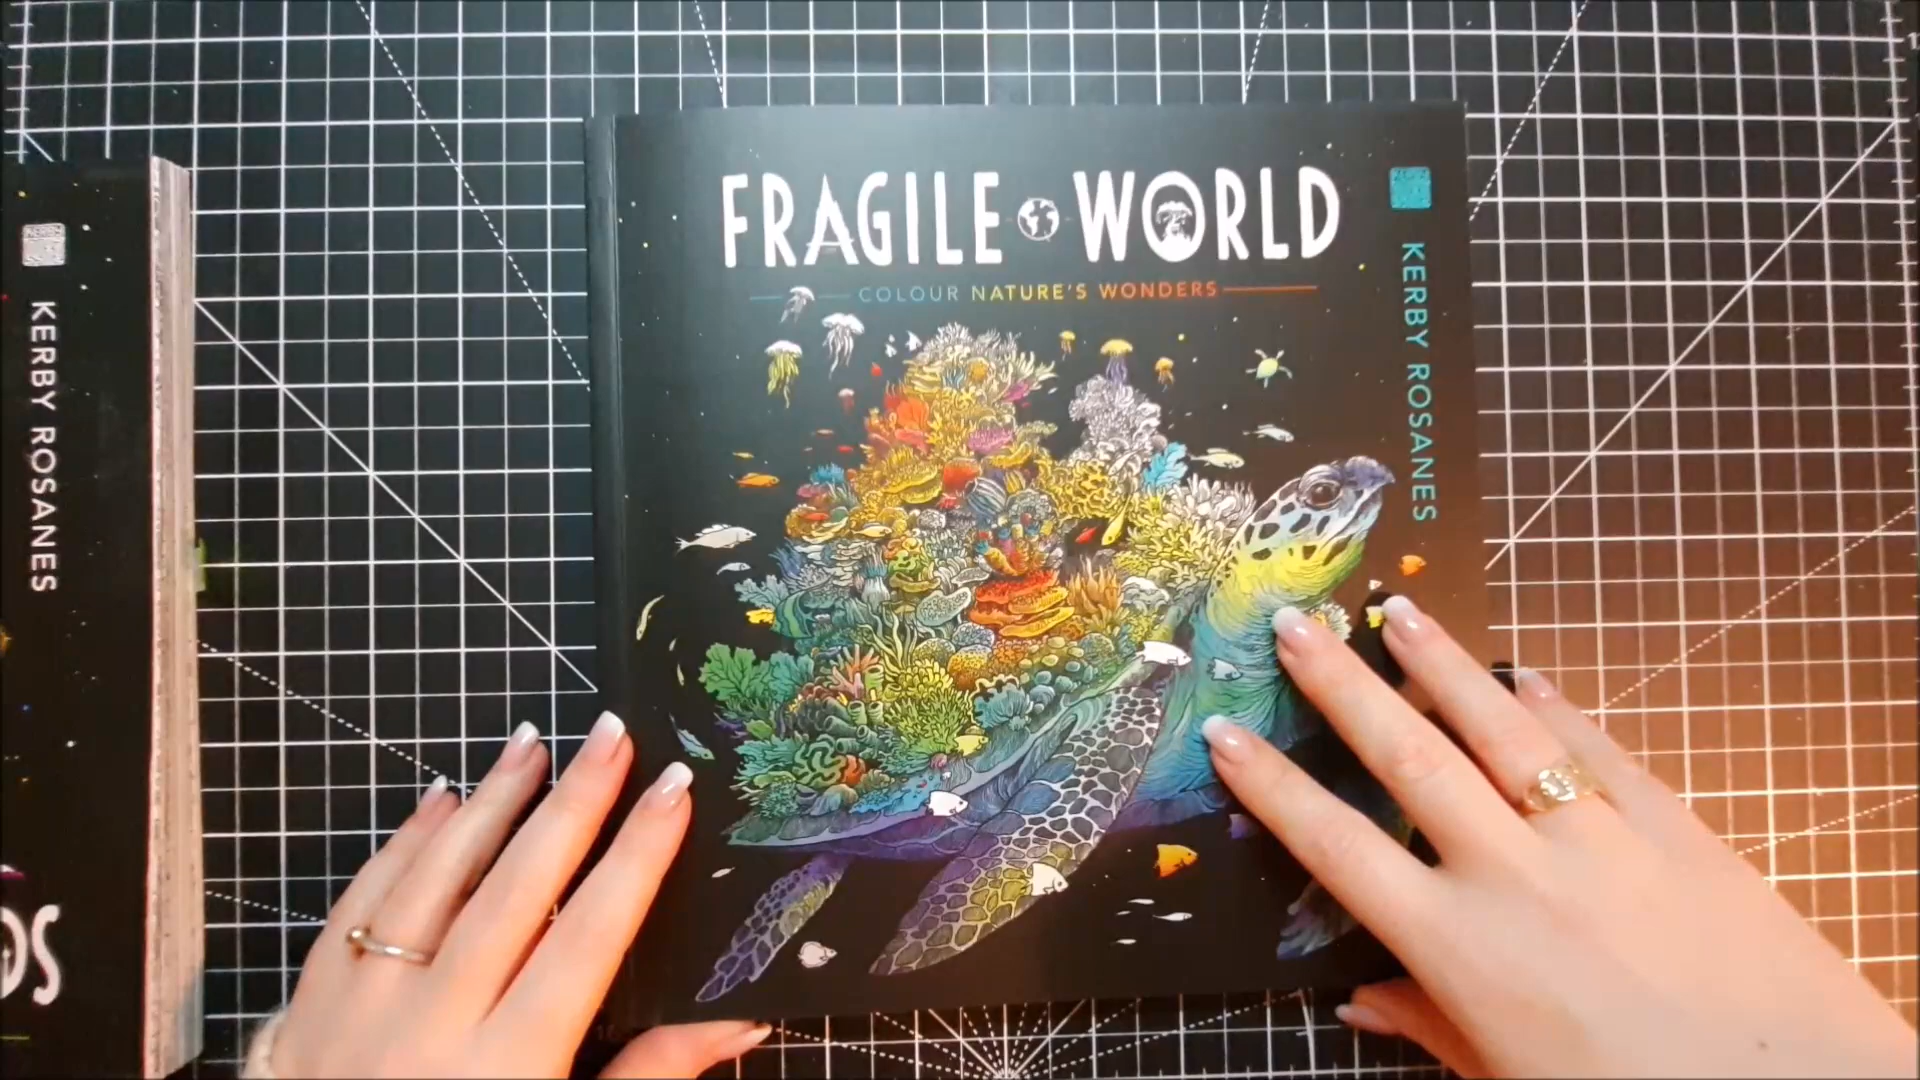 KERBY ROSANES
FRAGILE WORLD
COLOUR NATURE'S WONDERS
KERBY ROSANES